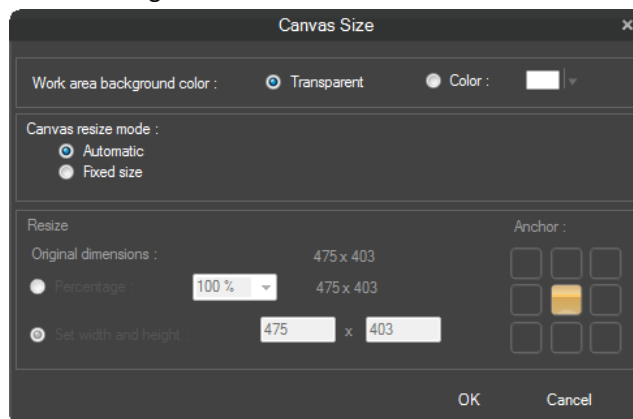 Canvas Size
Work area background color : Transparent Color :
Canvas resize mode :
Automatic
Fixed size
Resize Anchor :
Original dimensions : 475 x 403
Percentage : 100 % 475 x 403
Set width and height : 475 x 403
OK Cancel